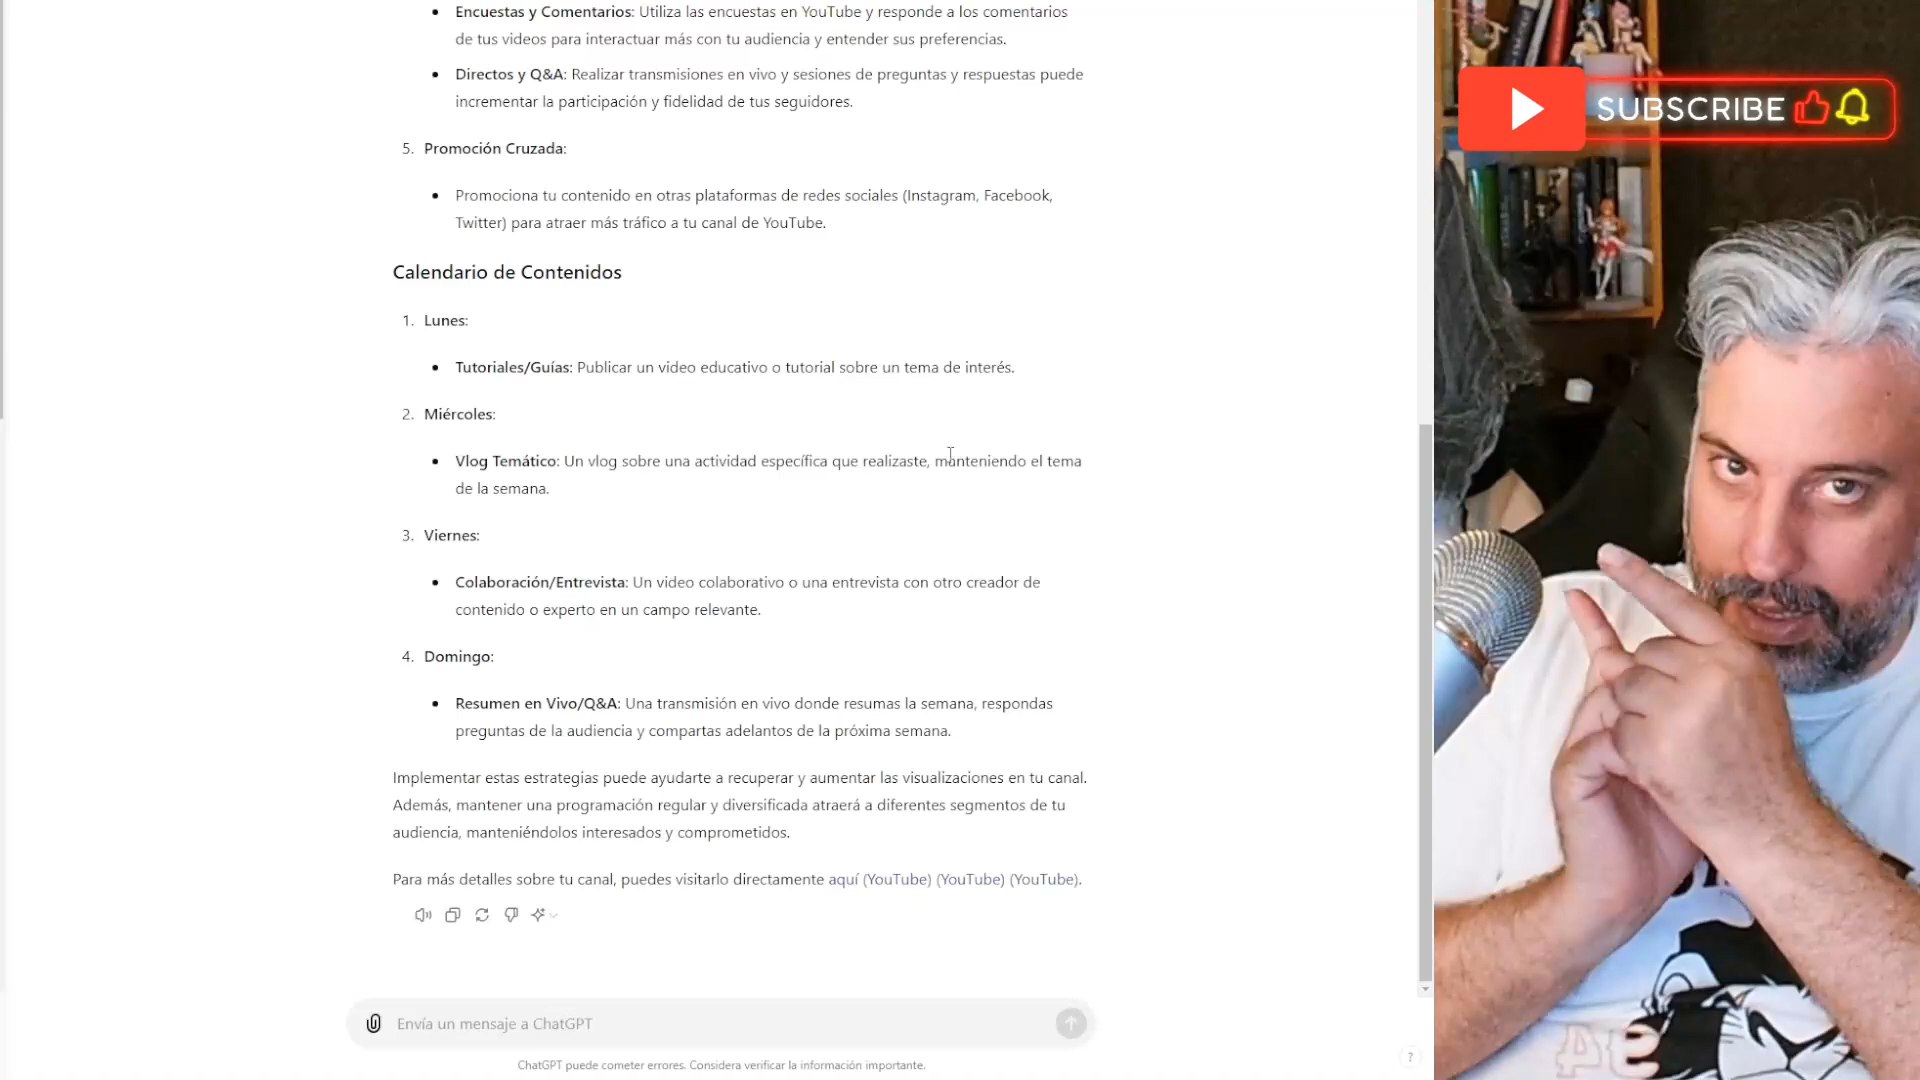 • Encuestas y Comentarios: Utiliza las encuestas en YouTube y responde a los comentarios
de tus videos para interactuar más con tu audiencia y entender sus preferencias.
• Directos y Q&A: Realizar transmisiones en vivo y sesiones de preguntas y respuestas puede
incrementar la participación y fidelidad de tus seguidores.
5. Promoción Cruzada:
• Promociona tu contenido en otras plataformas de redes sociales (Instagram, Facebook,
Twitter) para atraer más tráfico a tu canal de YouTube.
Calendario de Contenidos
1. Lunes:
• Tutoriales/Guías: Publicar un video educativo o tutorial sobre un tema de interés.
2. Miércoles:
• Vlog Temático: Un vlog sobre una actividad específica que realizaste, manteniendo el tema
de la semana.
3. Viernes:
• Colaboración/Entrevista: Un video colaborativo o una entrevista con otro creador de
contenido o experto en un campo relevante.
4. Domingo:
• Resumen en Vivo/Q&A: Una transmisión en vivo donde resumas la semana, respondas
preguntas de la audiencia y compartas adelantos de la próxima semana.
Implementar estas estrategias puede ayudarte a recuperar y aumentar las visualizaciones en tu canal.
Además, mantener una programación regular y diversificada atraerá a diferentes segmentos de tu
audiencia, manteniéndolos interesados y comprometidos.
Para más detalles sobre tu canal, puedes visitarlo directamente aquí (YouTube) (YouTube) (YouTube).
Envía un mensaje a ChatGPT
ChatGPT puede cometer errores. Considera verificar la información importante.
?
SUBSCRIBE